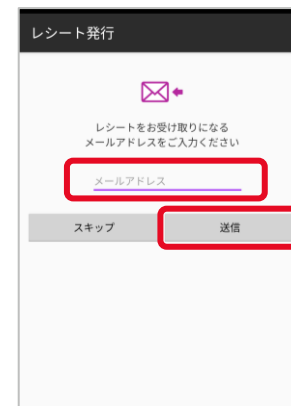 レシート発行
レシートをお受け取りになる
メールアドレスをご入力ください
メールアドレス
スキップ
送信